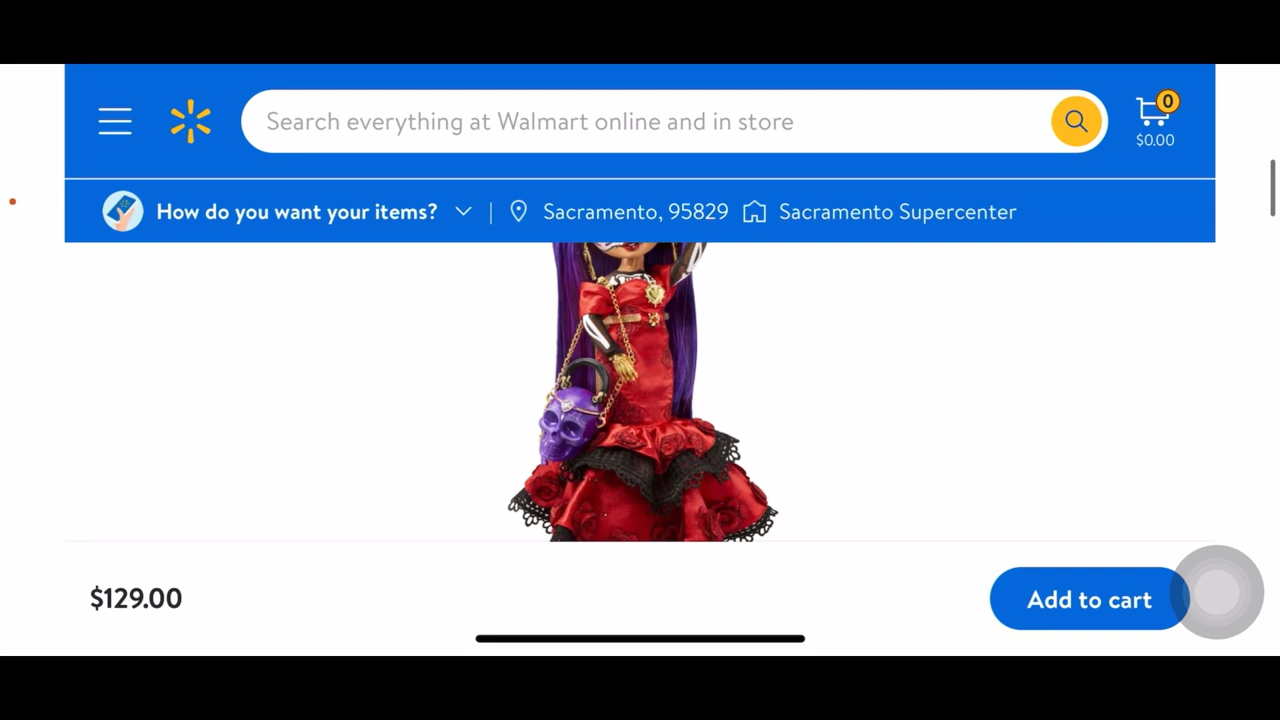 Search everything at Walmart online and in store
0
$0.00
How do you want your items? | Sacramento, 95829 Sacramento Supercenter
$129.00
Add to cart